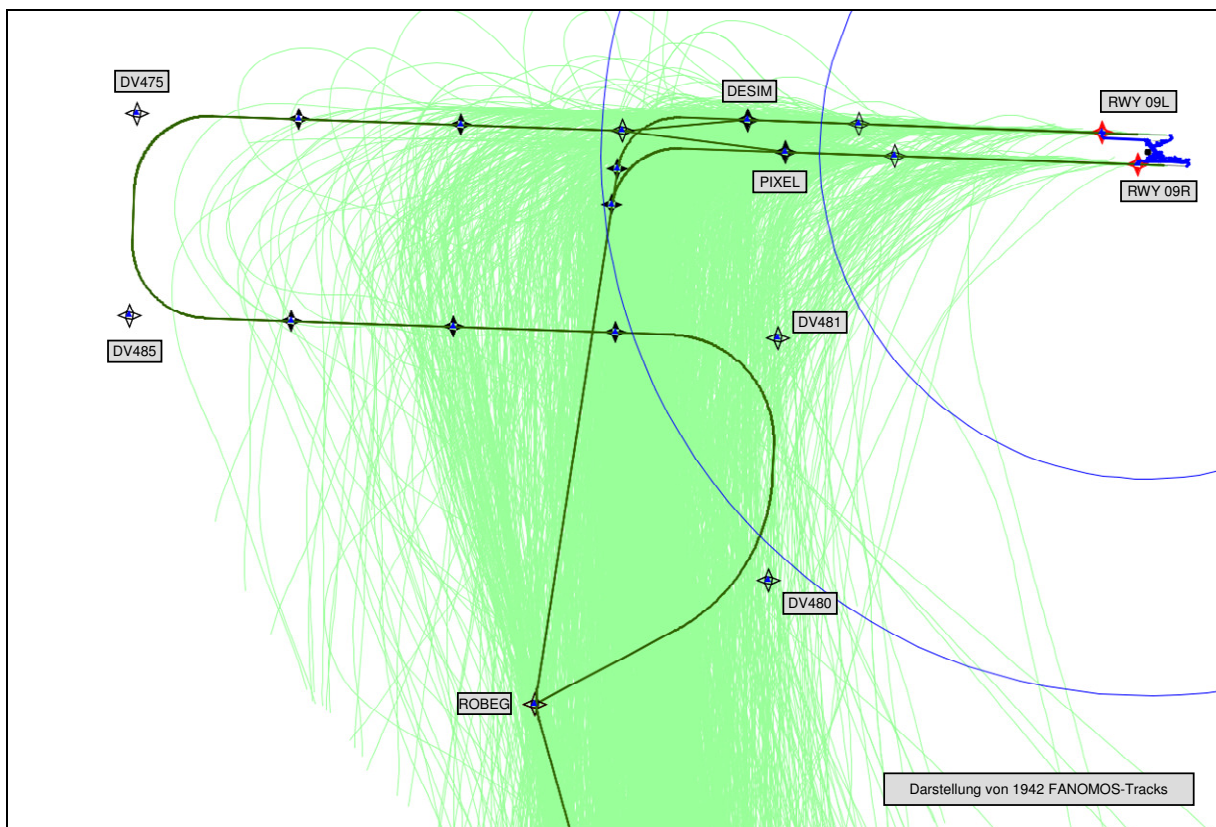 DV475
DESIM
RWY 09L
PIXEL
RWY 09R
DV481
DV485
DV480
ROBEG
Darstellung von 1942 FANOMOS-Tracks